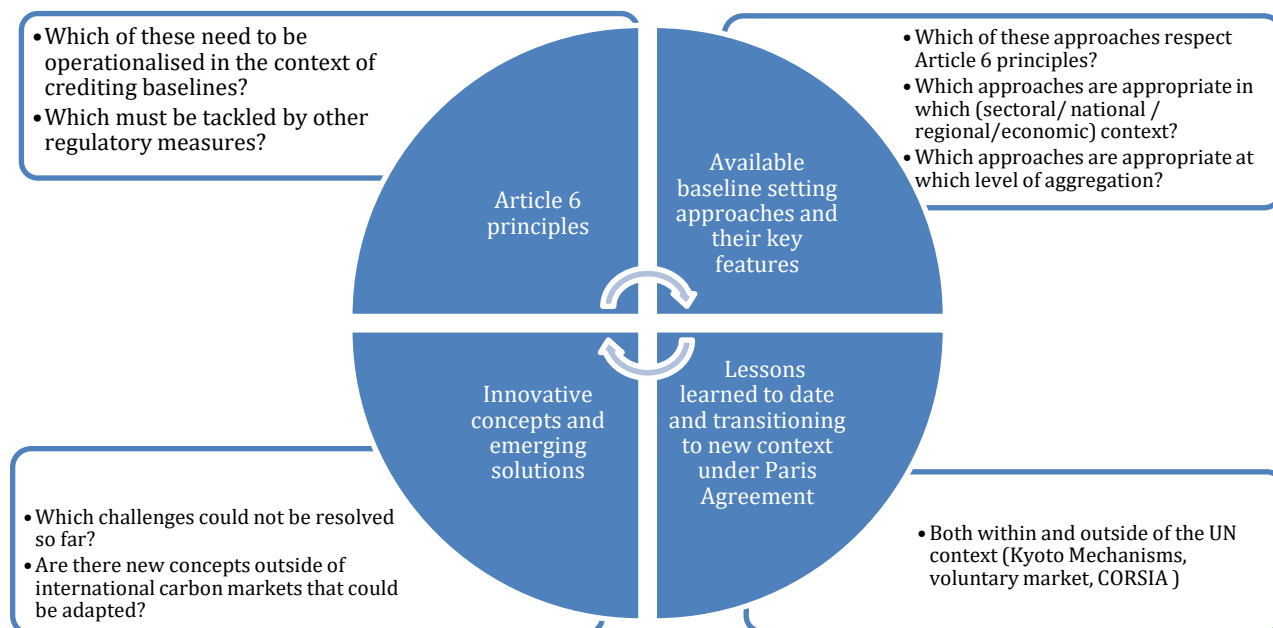 •Which of these need to be
operationalised in the context of
crediting baselines?
•Which must be tackled by other
regulatory measures?
•Which of these approaches respect
Article 6 principles?
•Which approaches are appropriate in
which (sectoral/ national /
regional/economic) context?
•Which approaches are appropriate at
which level of aggregation?
Article 6
principles
Available
baseline setting
approaches and
their key
features
Innovative
concepts and
emerging
solutions
Lessons
learned to date
and transitioning
to new context
under Paris
Agreement
•Which challenges could not be resolved
so far?
•Are there new concepts outside of
international carbon markets that could
be adapted?
•Both within and outside of the UN
context (Kyoto Mechanisms,
voluntary market, CORSIA )